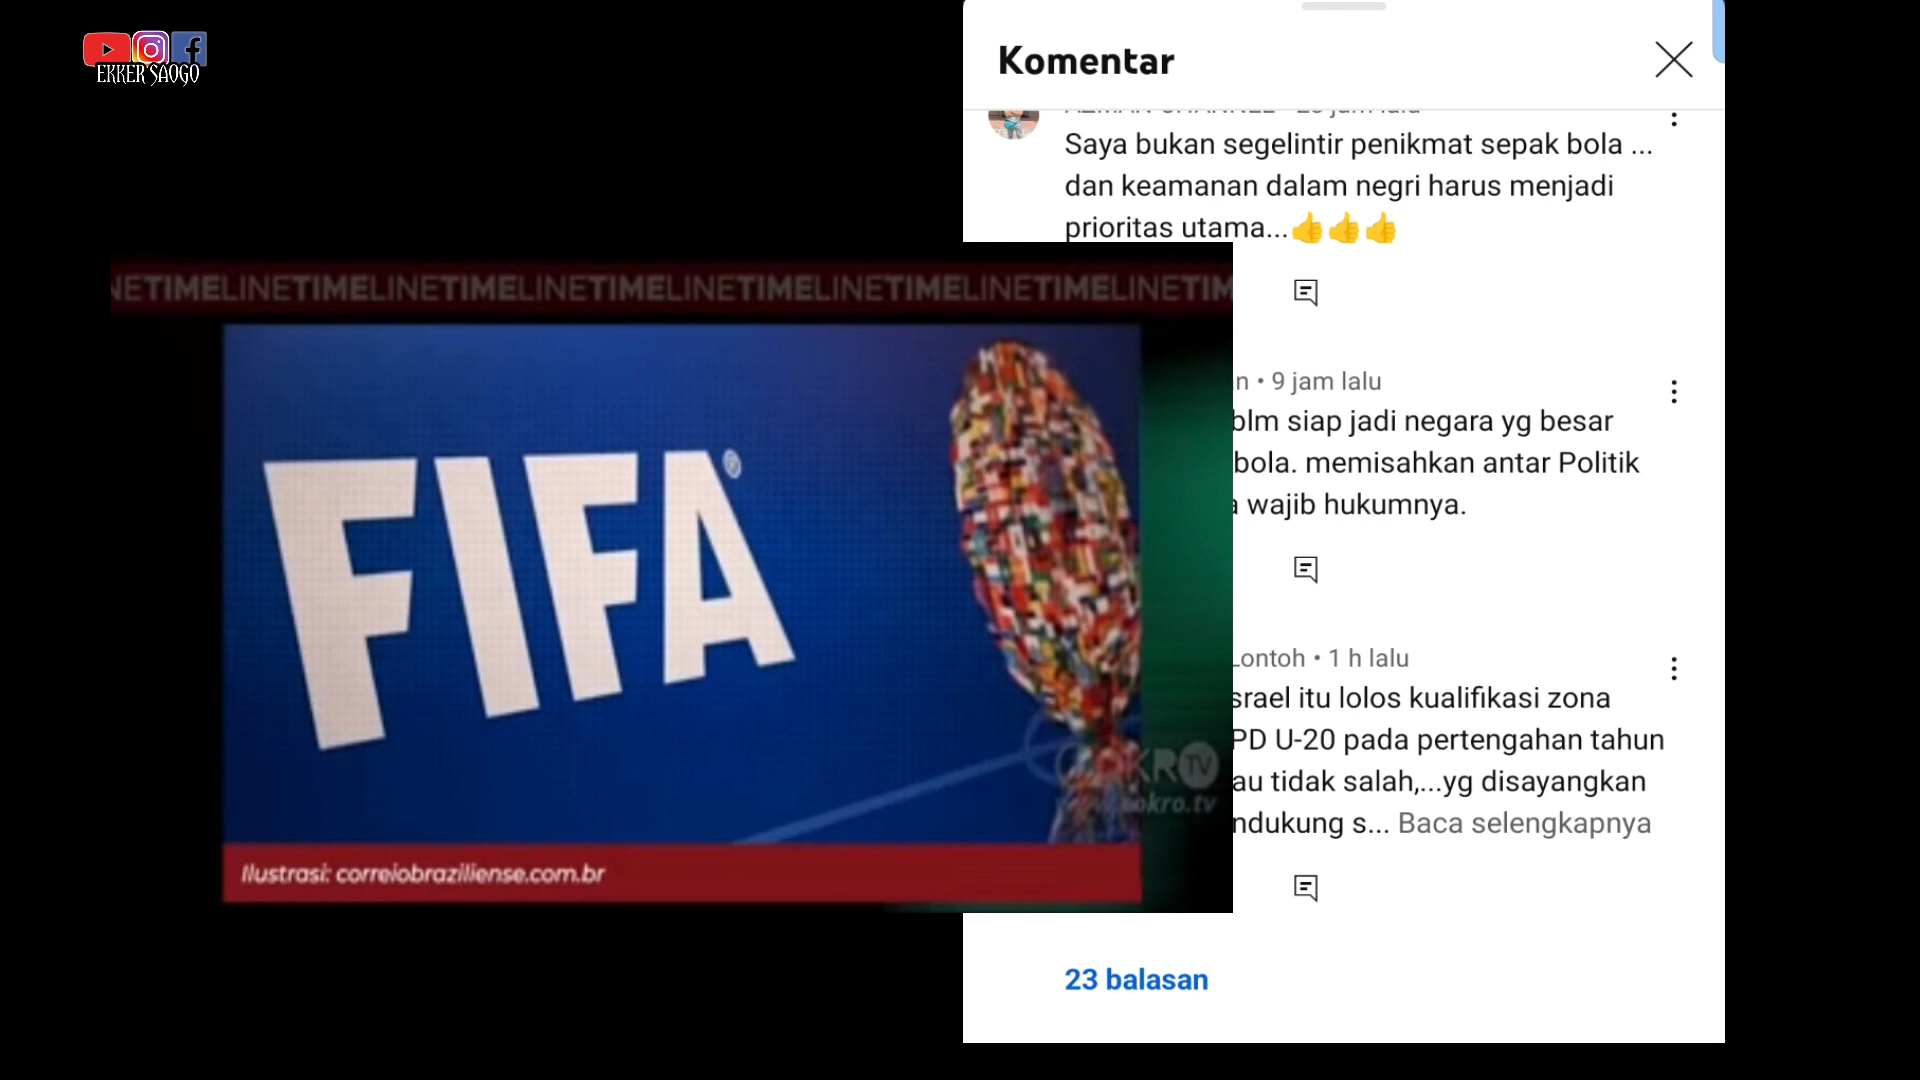 EKKER SAOGO
Komentar
Saya bukan segelintir penikmat sepak bola ...
dan keamanan dalam negri harus menjadi
prioritas utama...👍👍👍
NETIMELINETIMELINETIMELINETIMELINETIMELINETIMELINETIMELINETIM
n • 9 jam lalu
blm siap jadi negara yg besar
bola. memisahkan antar Politik
a wajib hukumnya.
FIFA®
Lontoh • 1 h lalu
srael itu lolos kualifikasi zona
PD U-20 pada pertengahan tahun
au tidak salah,...yg disayangkan
ndukung s... Baca selengkapnya
KR TV
kro.tv
Ilustrasi: correiobraziliense.com.br
23 balasan